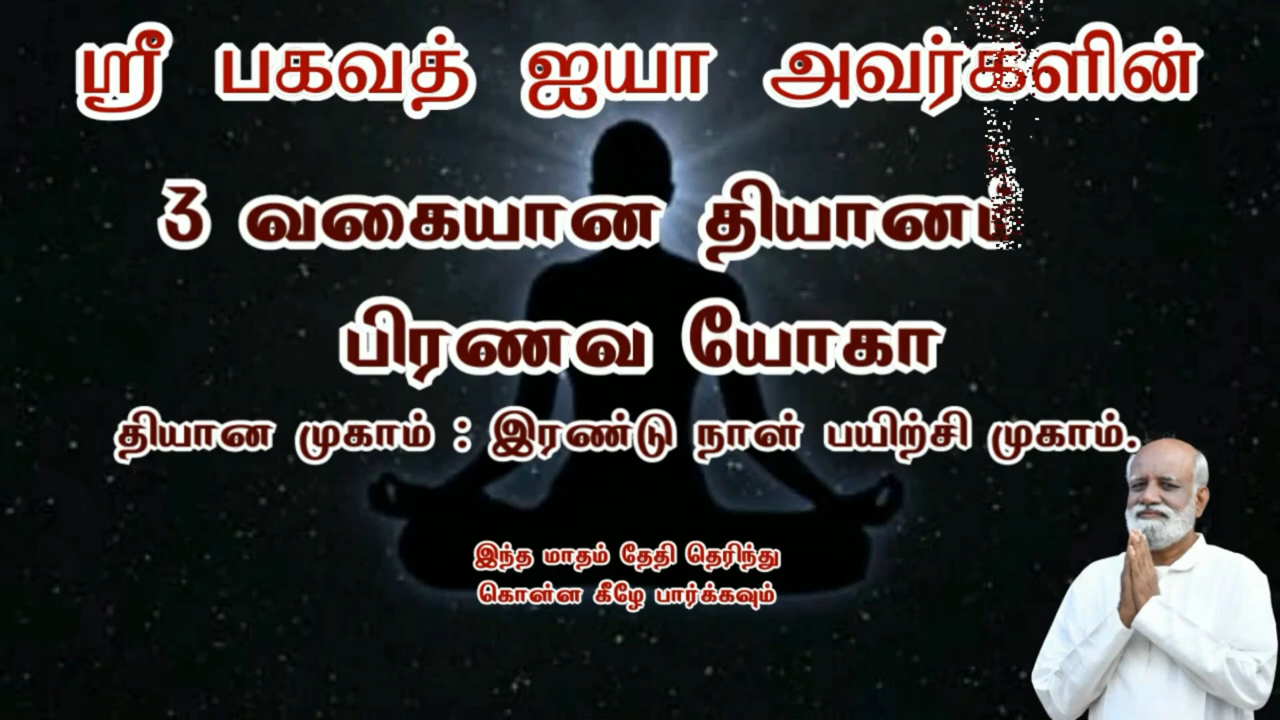 ஸ்ரீ பகவத் ஐயா அவர்களின்
3 வகையான தியானம்
பிரணவ யோகா
தியான முகாம் : இரண்டு நாள் பயிற்சி முகாம்.
இந்த மாதம் தேதி தெரிந்து
கொள்ள கீழே பார்க்கவும்